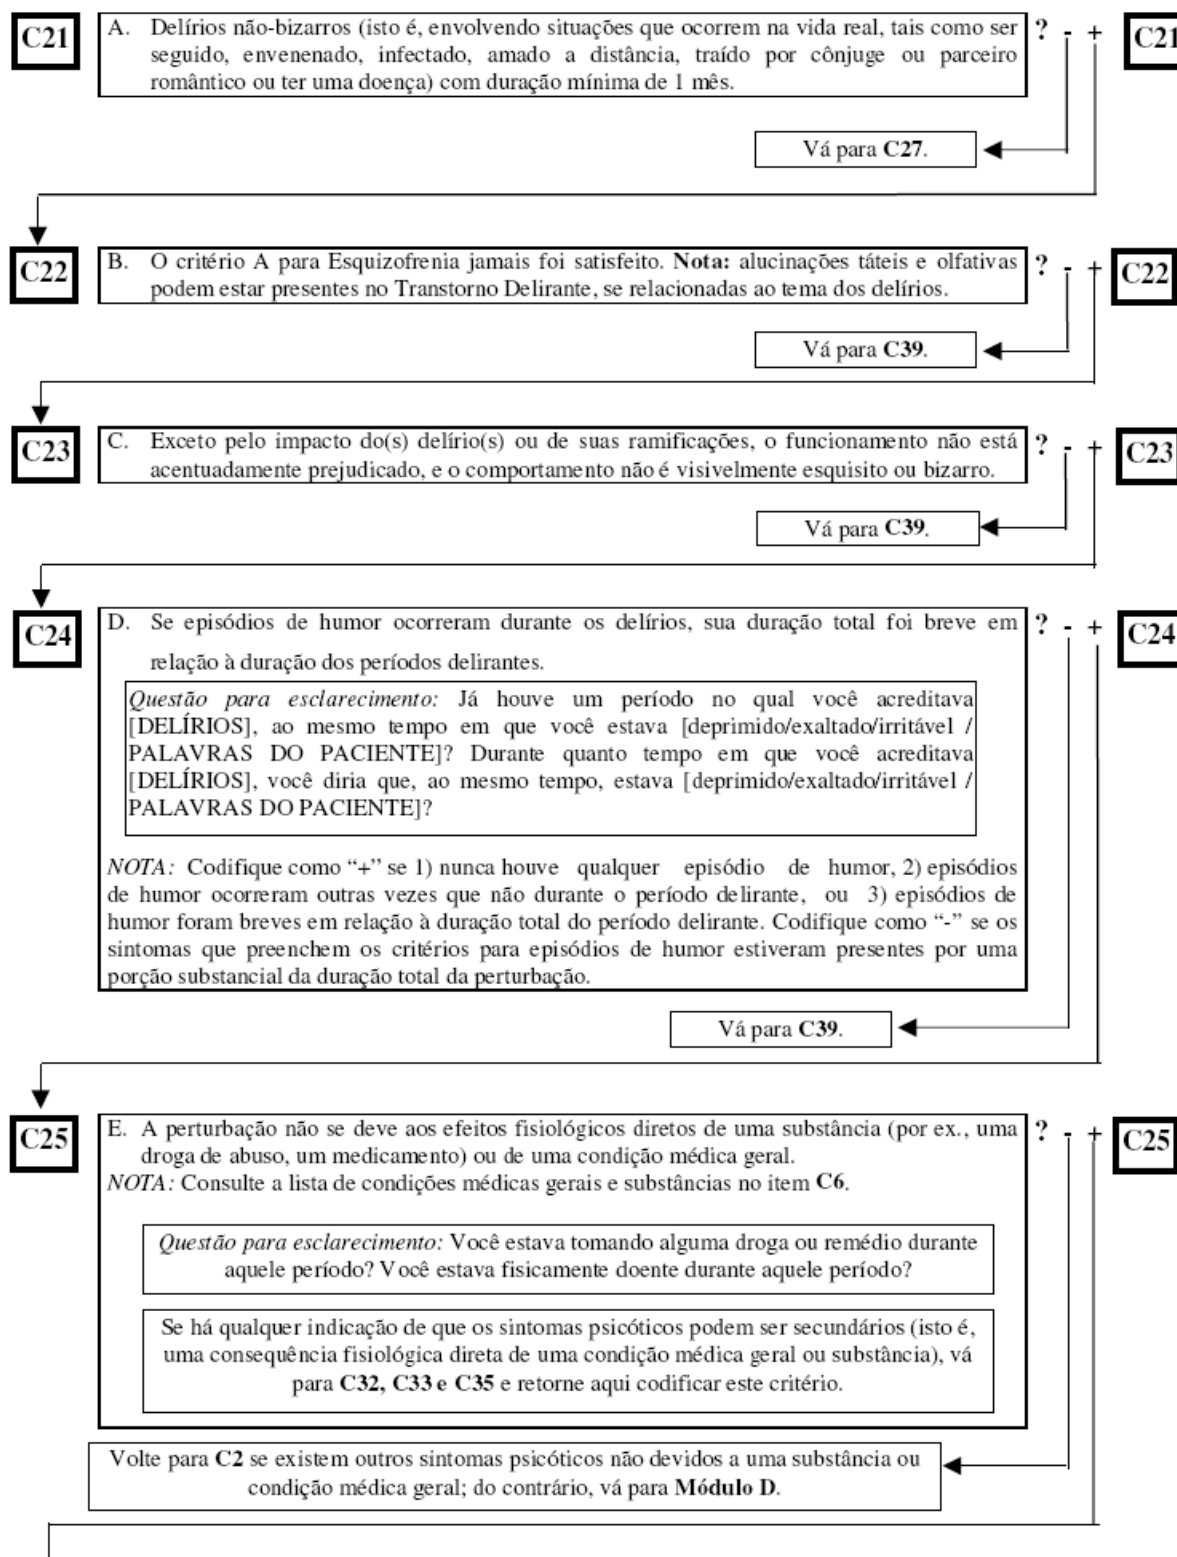 C21
A. Delírios não-bizarros (isto é, envolvendo situações que ocorrem na vida real, tais como ser
seguido, envenenado, infectado, amado a distância, traído por cônjuge ou parceiro
romântico ou ter uma doença) com duração mínima de 1 mês.
? - +
C21
Vá para C27.
C22
B. O critério A para Esquizofrenia jamais foi satisfeito. Nota: alucinações táteis e olfativas
podem estar presentes no Transtorno Delirante, se relacionadas ao tema dos delírios.
? - +
C22
Vá para C39.
C23
C. Exceto pelo impacto do(s) delírio(s) ou de suas ramificações, o funcionamento não está
acentuadamente prejudicado, e o comportamento não é visivelmente esquisito ou bizarro.
? - +
C23
Vá para C39.
C24
D. Se episódios de humor ocorreram durante os delírios, sua duração total foi breve em
relação à duração dos períodos delirantes.
? - +
C24
Questão para esclarecimento: Já houve um período no qual você acreditava
[DELÍRIOS], ao mesmo tempo em que você estava [deprimido/exaltado/irritável /
PALAVRAS DO PACIENTE]? Durante quanto tempo em que você acreditava
[DELÍRIOS], você diria que, ao mesmo tempo, estava [deprimido/exaltado/irritável /
PALAVRAS DO PACIENTE]?
NOTA: Codifique como “+” se 1) nunca houve qualquer episódio de humor, 2) episódios
de humor ocorreram outras vezes que não durante o período delirante, ou 3) episódios de
humor foram breves em relação à duração total do período delirante. Codifique como “-” se os
sintomas que preenchem os critérios para episódios de humor estiveram presentes por uma
porção substancial da duração total da perturbação.
Vá para C39.
C25
E. A perturbação não se deve aos efeitos fisiológicos diretos de uma substância (por ex., uma
droga de abuso, um medicamento) ou de uma condição médica geral.
NOTA: Consulte a lista de condições médicas gerais e substâncias no item C6.
? - +
C25
Questão para esclarecimento: Você estava tomando alguma droga ou remédio durante
aquele período? Você estava fisicamente doente durante aquele período?
Se há qualquer indicação de que os sintomas psicóticos podem ser secundários (isto é,
uma consequência fisiológica direta de uma condição médica geral ou substância), vá
para C32, C33 e C35 e retorne aqui codificar este critério.
Volte para C2 se existem outros sintomas psicóticos não devidos a uma substância ou
condição médica geral; do contrário, vá para Módulo D.